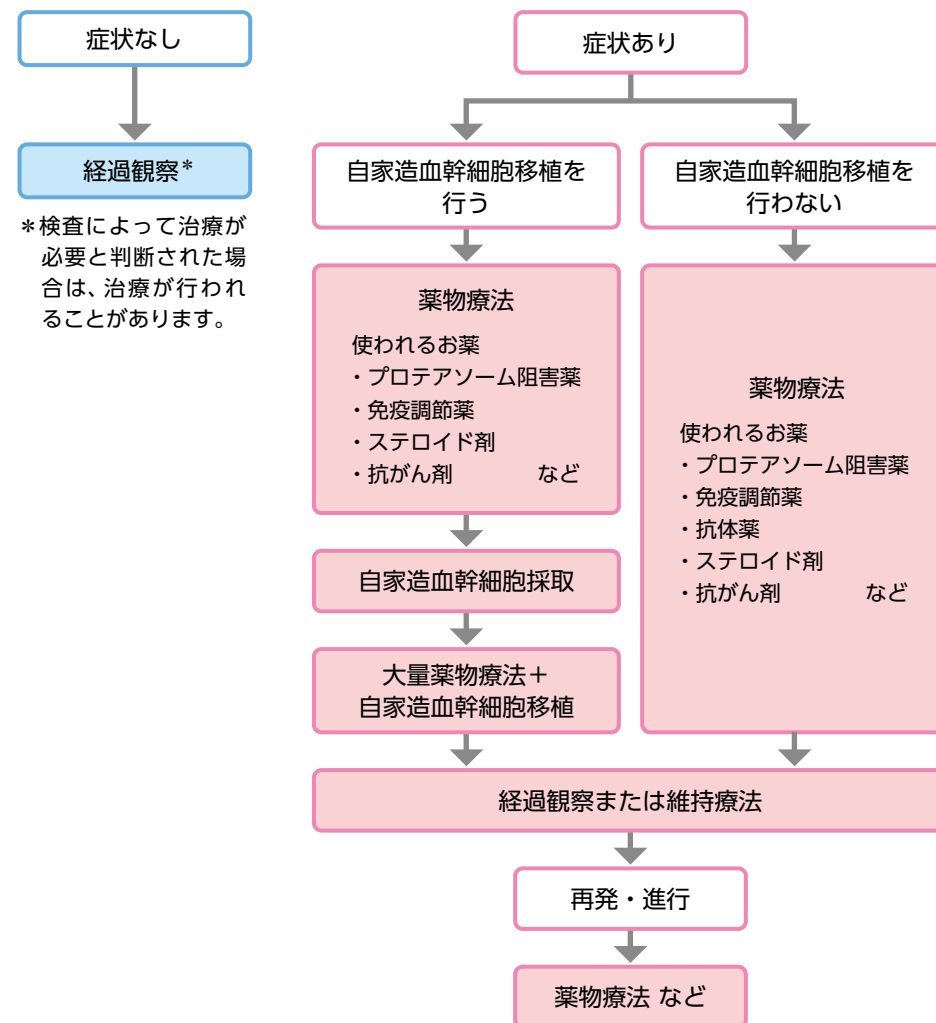 症状なし
経過観察*
*検査によって治療が
必要と判断された場
合は、治療が行われ
ることがあります。
症状あり
自家造血幹細胞移植を
行う
薬物療法
使われるお薬
・プロテアソーム阻害薬
・免疫調節薬
・ステロイド剤
・抗がん剤 など
自家造血幹細胞採取
大量薬物療法＋
自家造血幹細胞移植
自家造血幹細胞移植を
行わない
薬物療法
使われるお薬
・プロテアソーム阻害薬
・免疫調節薬
・抗体薬
・ステロイド剤
・抗がん剤 など
経過観察または維持療法
再発・進行
薬物療法 など